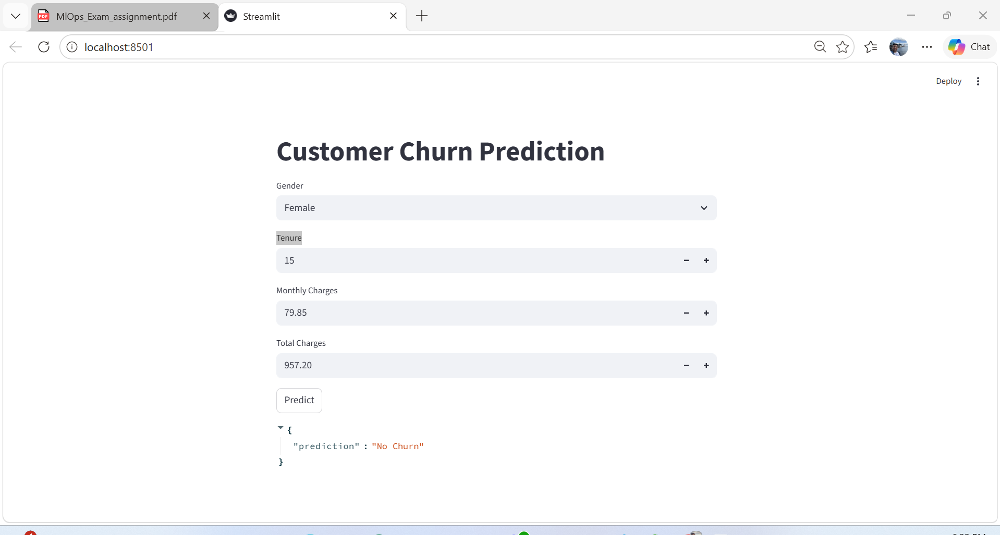 PDF
MlOps_Exam_assignment.pdf
Streamlit
localhost:8501
Chat
Deploy
Customer Churn Prediction
Gender
Female
Tenure
15
Monthly Charges
79.85
Total Charges
957.20
Predict
{
"prediction" : "No Churn"
}